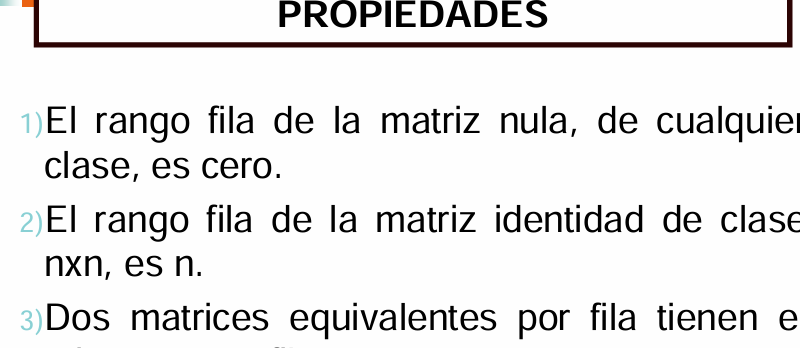 PROPIEDADES
1)El rango fila de la matriz nula, de cualquier
clase, es cero.
2)El rango fila de la matriz identidad de clase
nxn, es n.
3)Dos matrices equivalentes por fila tienen e